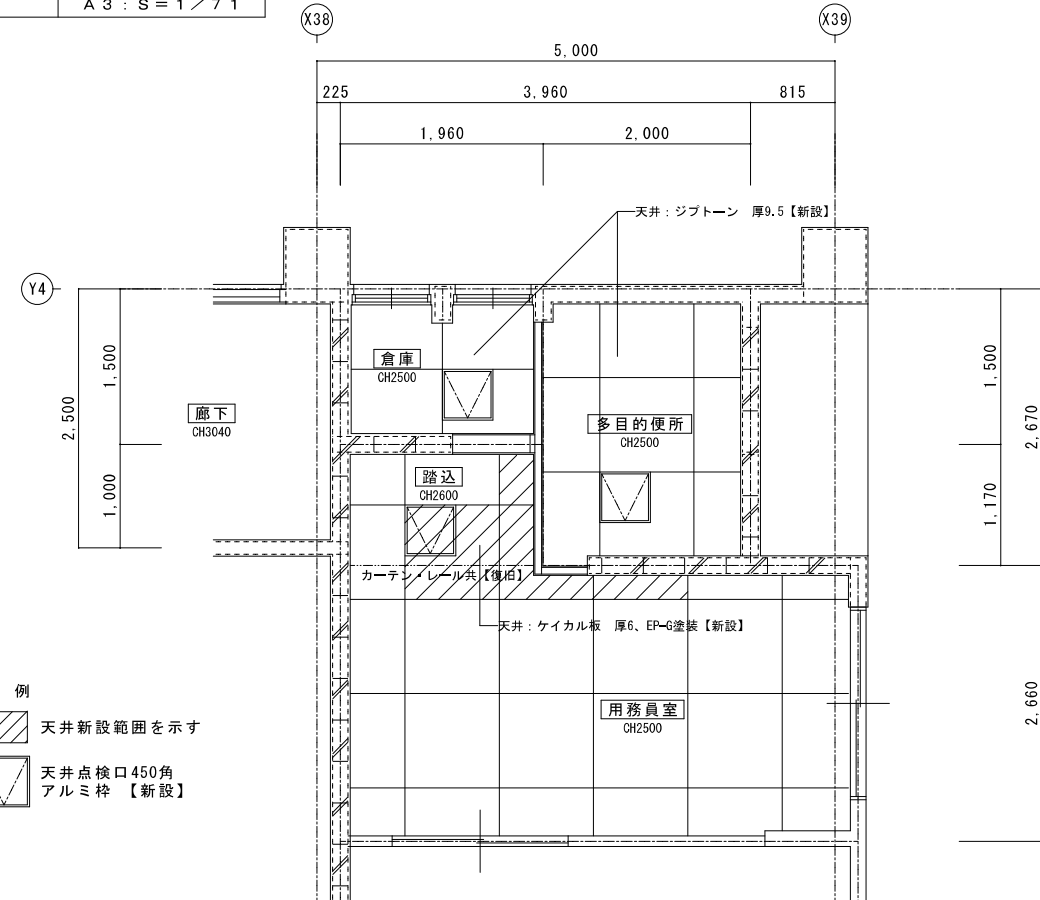 A3:S=1/71
X38
X39
5,000
225
3,960
815
1,960
2,000
天井：ジプトーン　厚9.5【新設】
Y4
1,500
2,500
1,000
1,500
2,670
1,170
2,660
倉庫
CH2500
廊下
CH3040
多目的便所
CH2500
踏込
CH2600
カーテン・レール共【復旧】
天井：ケイカル板　厚6、EP-G塗装【新設】
用務員室
CH2500
例
天井新設範囲を示す
天井点検口450角
アルミ枠　【新設】